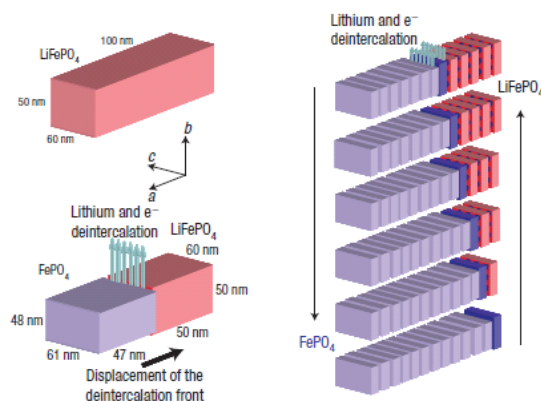 100 nm
LiFePO₄
50 nm
60 nm
b
c
a
Lithium and e⁻
deintercalation
LiFePO₄
60 nm
FePO₄
50 nm
48 nm
50 nm
61 nm
47 nm
Displacement of the
deintercalation front
Lithium and e⁻
deintercalation
LiFePO₄
FePO₄